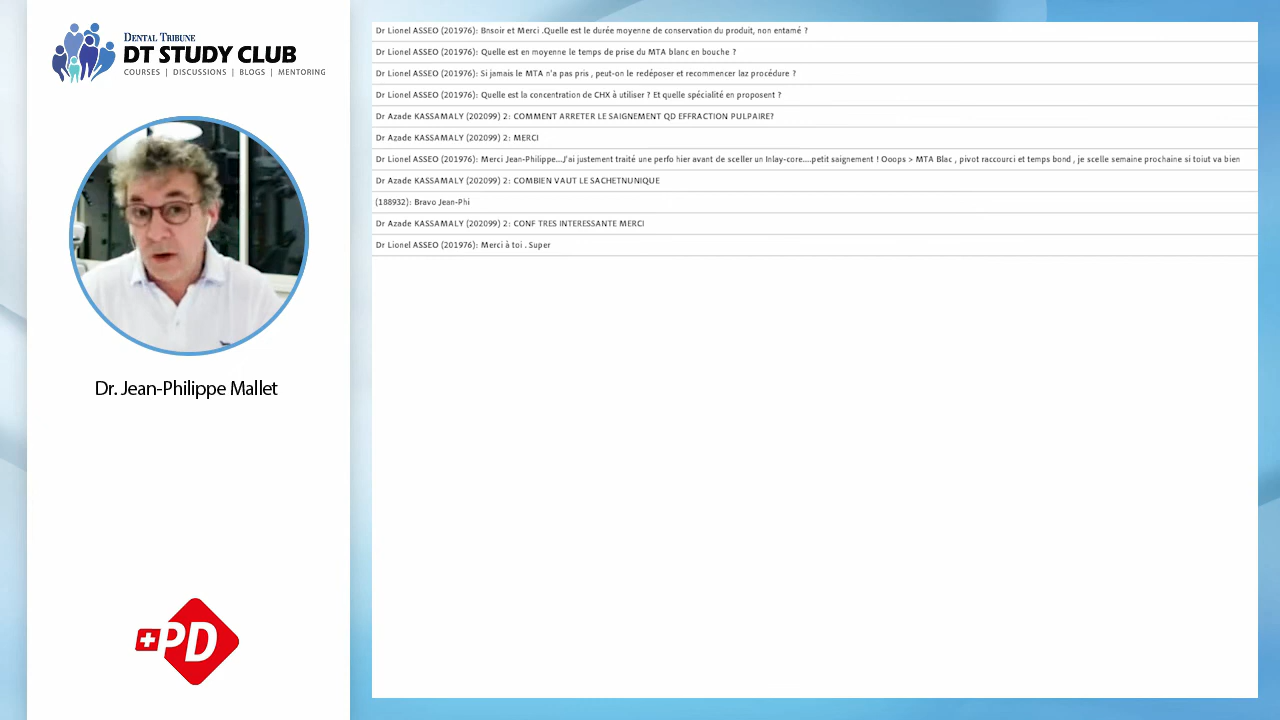 DENTAL TRIBUNE
DT STUDY CLUB
COURSES | DISCUSSIONS | BLOGS | MENTORING
Dr. Jean-Philippe Mallet
+PD
Dr Lionel ASSEO (201976): Bnsoir et Merci .Quelle est le durée moyenne de conservation du produit, non entamé ?
Dr Lionel ASSEO (201976): Quelle est en moyenne le temps de prise du MTA blanc en bouche ?
Dr Lionel ASSEO (201976): Si jamais le MTA n'a pas pris , peut-on le redéposer et recommencer laz procédure ?
Dr Lionel ASSEO (201976): Quelle est la concentration de CHX à utiliser ? Et quelle spécialité en proposent ?
Dr Azade KASSAMALY (202099) 2: COMMENT ARRETER LE SAIGNEMENT QD EFFRACTION PULPAIRE?
Dr Azade KASSAMALY (202099) 2: MERCI
Dr Lionel ASSEO (201976): Merci Jean-Philippe...J'ai justement traité une perfo hier avant de sceller un Inlay-core....petit saignement ! Ooops > MTA Blac , pivot raccourci et temps bond , je scelle semaine prochaine si toiut va bien
Dr Azade KASSAMALY (202099) 2: COMBIEN VAUT LE SACHETNUNIQUE
(188932): Bravo Jean-Phi
Dr Azade KASSAMALY (202099) 2: CONF TRES INTERESSANTE MERCI
Dr Lionel ASSEO (201976): Merci à toi . Super